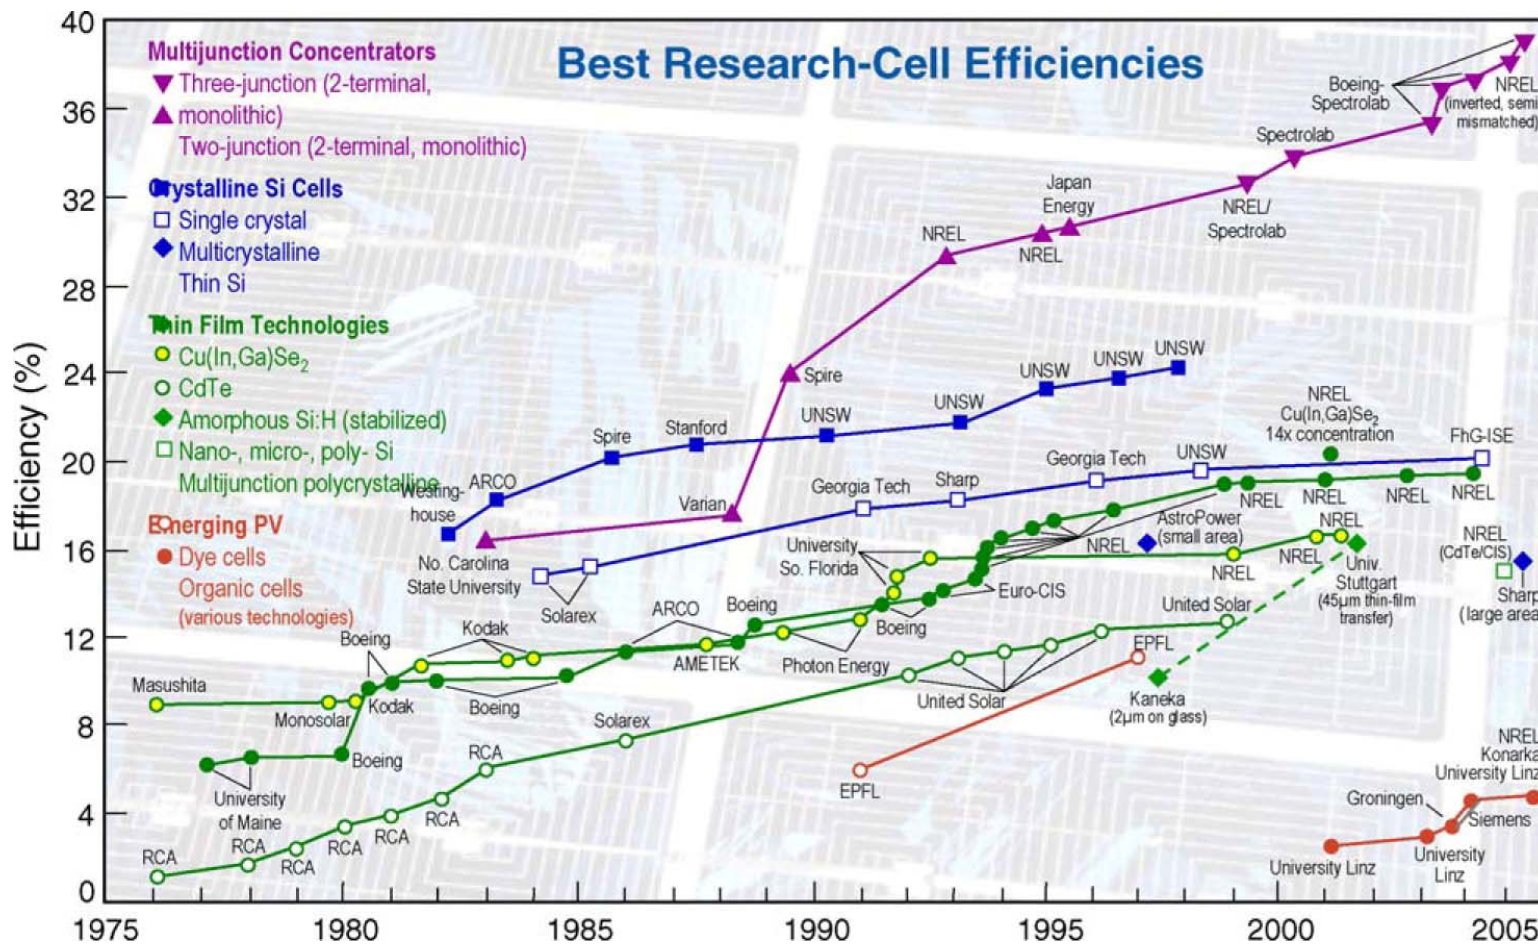 Best Research-Cell Efficiencies
Efficiency (%)
40
36
32
28
24
20
16
12
8
4
0
1975
1980
1985
1990
1995
2000
2005
Multijunction Concentrators
Three-junction (2-terminal,
monolithic)
Two-junction (2-terminal, monolithic)
Crystalline Si Cells
Single crystal
Multicrystalline
Thin Si
Thin Film Technologies
Cu(In,Ga)Se2
CdTe
Amorphous Si:H (stabilized)
Nano-, micro-, poly- Si
Multijunction polycrystalline
Emerging PV
Dye cells
Organic cells
(various technologies)
Boeing-
Spectrolab
NREL
(inverted, semi
mismatched)
Spectrolab
NREL/
Spectrolab
Japan
Energy
NREL
NREL
Spire
Varian
No. Carolina
State University
Westing-
house
ARCO
Spire
Stanford
UNSW
UNSW
UNSW
UNSW
UNSW
NREL
Cu(In,Ga)Se2
14x concentration
FhG-ISE
UNSW
Georgia Tech
Sharp
Georgia Tech
Solarex
University
So. Florida
NREL
AstroPower
(small area)
NREL
NREL
NREL
NREL
NREL
NREL
NREL
Univ.
Stuttgart
(45μm thin-film
transfer)
NREL
(CdTe/CIS)
Sharp
(large area
Euro-CIS
Boeing
Photon Energy
Boeing
ARCO
AMETEK
Kodak
Boeing
Masushita
Monosolar
Kodak
Boeing
Boeing
University
of Maine
United Solar
United Solar
EPFL
Kaneka
(2μm on glass)
Solarex
RCA
RCA
RCA
RCA
RCA
RCA
RCA
EPFL
NREL
Konarka
University Linz
Groningen
Siemens
University
Linz
University Linz